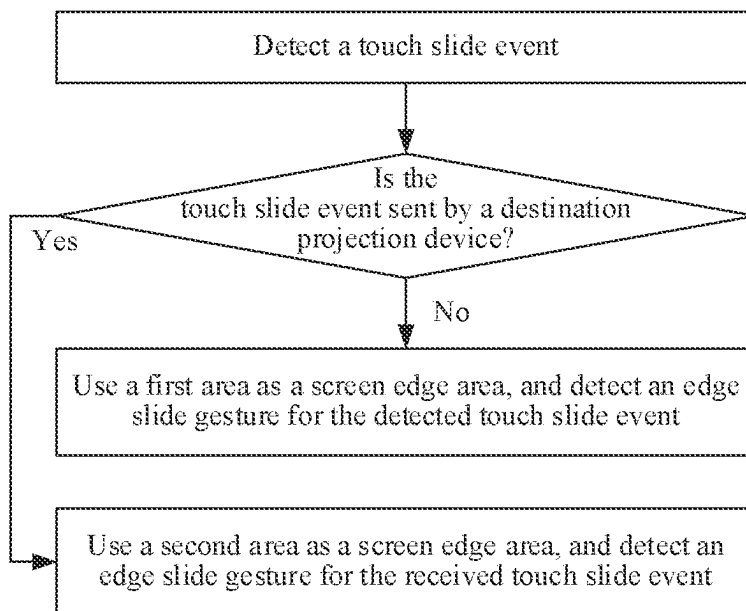 Detect a touch slide event
Is the
touch slide event sent by a destination
projection device?
Yes
No
Use a first area as a screen edge area, and detect an edge
slide gesture for the detected touch slide event
Use a second area as a screen edge area, and detect an
edge slide gesture for the received touch slide event